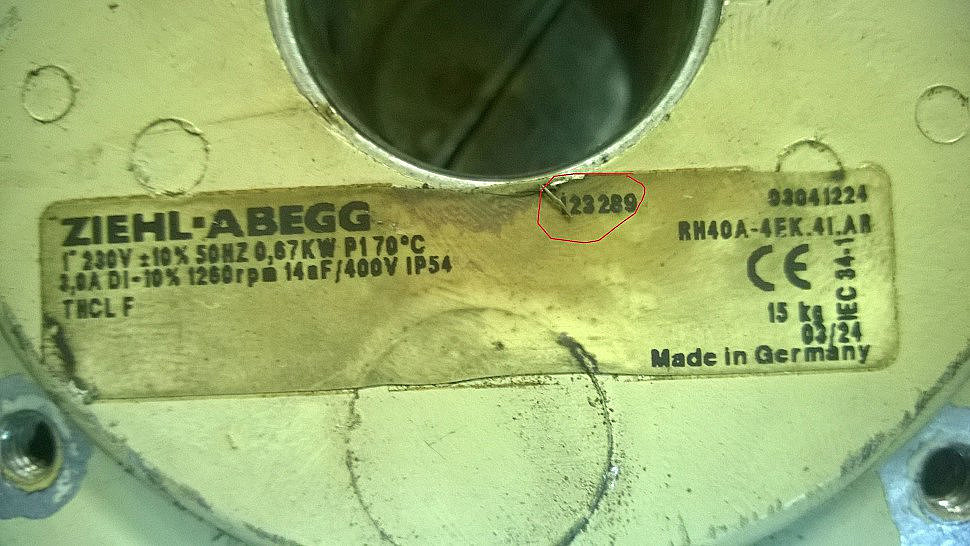 ZIEHL-ABEGG
123289
93041224
1~ 230V ±10% 50HZ 0,67KW P1 70°C
RH40A-4EK.4I.AR
3,0A DI-10% 1260rpm 14uF/400V IP54
CE
THCL F
15 kg
IEC 34-1
03/24
Made in Germany